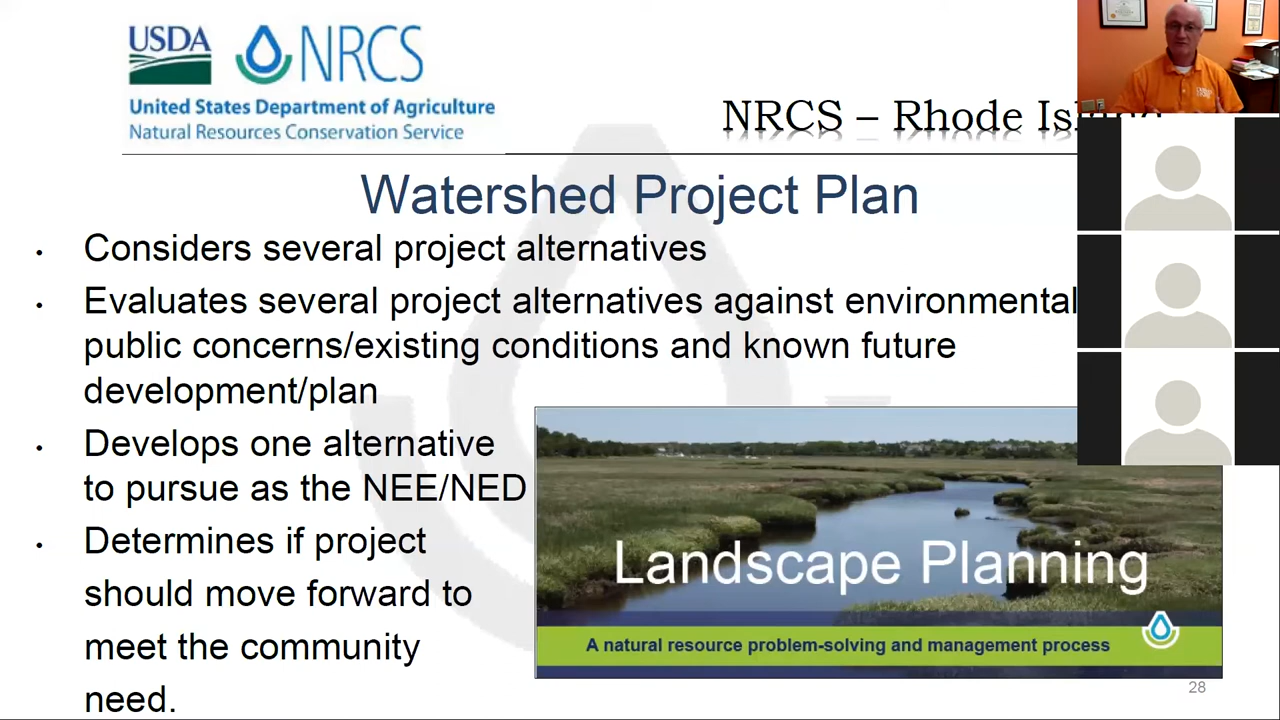 USDA NRCS
United States Department of Agriculture
Natural Resources Conservation Service
NRCS – Rhode
Watershed Project Plan
• Considers several project alternatives
• Evaluates several project alternatives against environmental
public concerns/existing conditions and known future
development/plan
• Develops one alternative
to pursue as the NEE/NED
• Determines if project
should move forward to
meet the community
need.
Landscape Planning
A natural resource problem-solving and management process
28